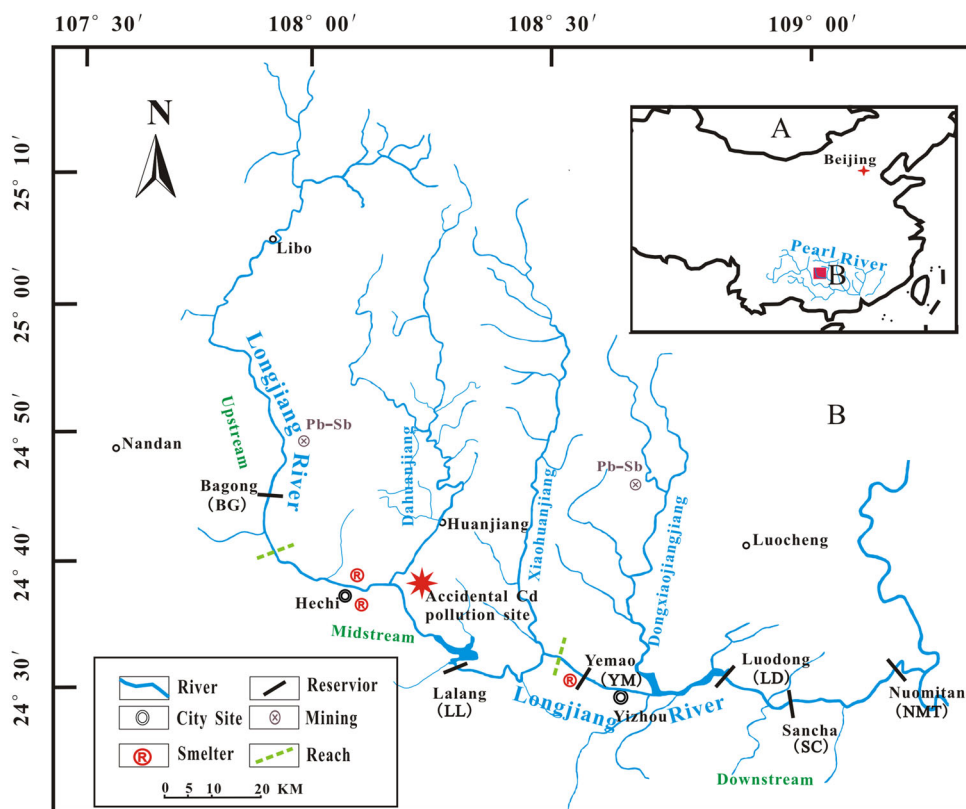 107°30′
108°00′
108°30′
109°00′
25°10′
25°00′
24°50′
24°40′
24°30′
N
A
Beijing
Pearl River
B
B
Libo
Longjiang River
Upstream
Pb-Sb
Nandan
Bagong
(BG)
Dahuanjiang
Huanjiang
Xiaohuanjiang
Pb-Sb
Dongxiaojiangjiang
Luocheng
R
Hechi
R
Accidental Cd
pollution site
Midstream
Lalang
(LL)
R
Yemao
(YM)
Yizhou
Longjiang River
Luodong
(LD)
Sancha
(SC)
Nuomitan
(NMT)
Downstream
River
Reservior
City Site
Mining
R
Smelter
Reach
0 5 10 20 KM